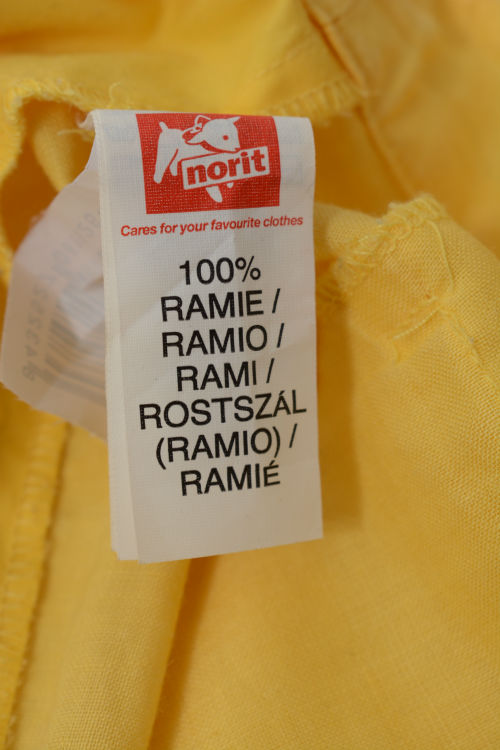 norit
Cares for your favourite clothes
100%
RAMIE /
RAMIO /
RAMI /
ROSTSZÁL
(RAMIO) /
RAMIÉ